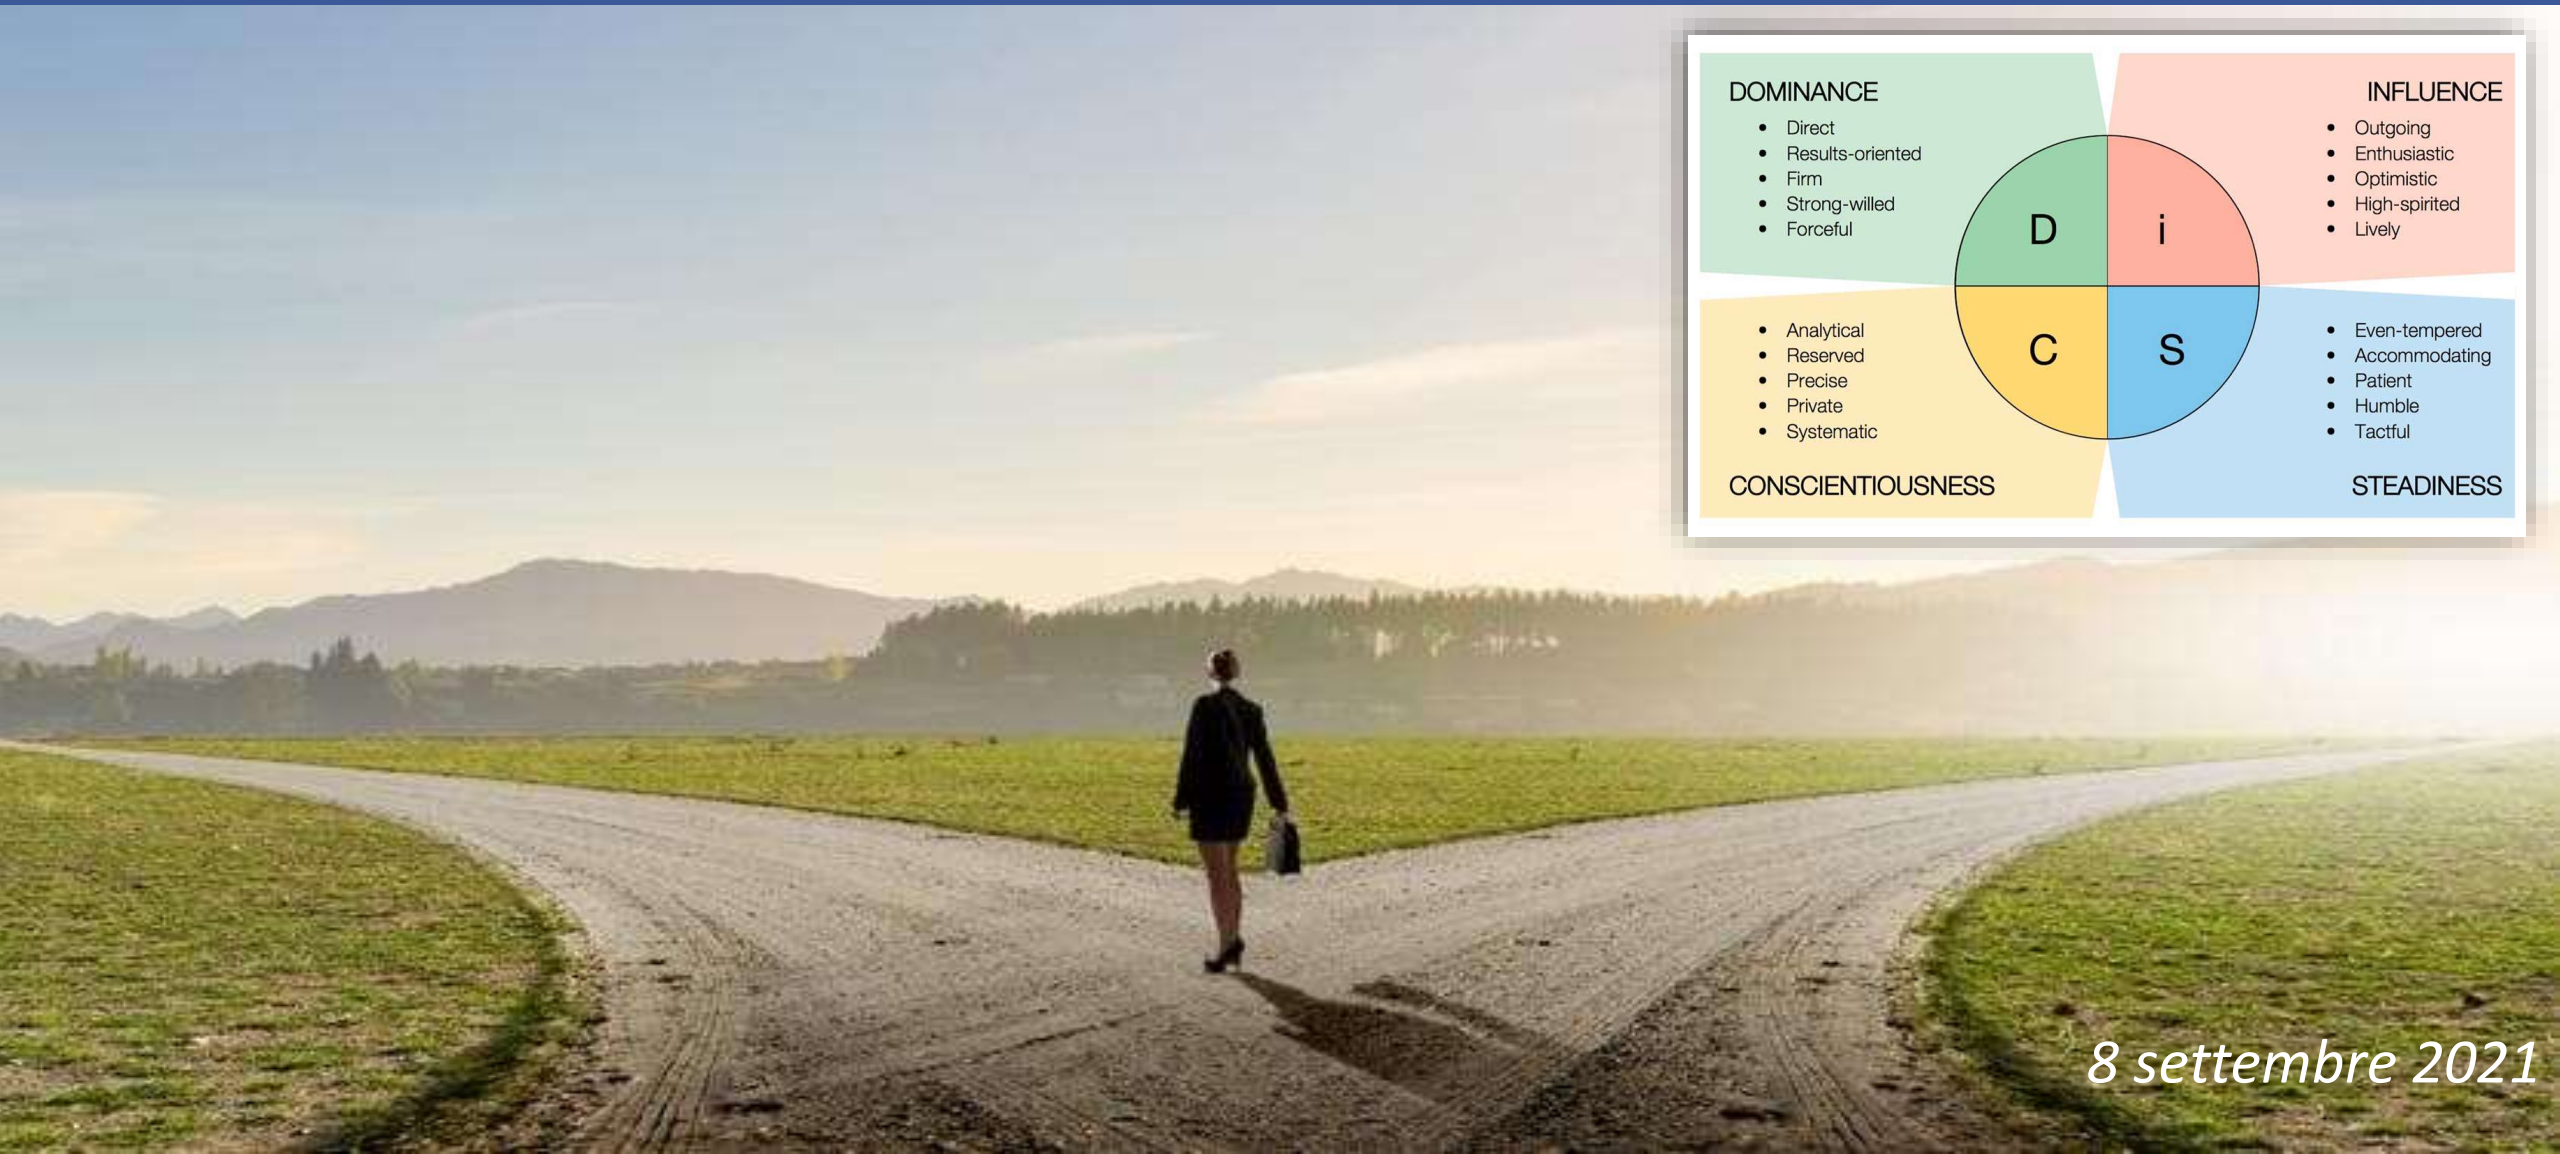 DOMINANCE
• Direct
• Results-oriented
• Firm
• Strong-willed
• Forceful
INFLUENCE
• Outgoing
• Enthusiastic
• Optimistic
• High-spirited
• Lively
D
i
C
S
• Analytical
• Reserved
• Precise
• Private
• Systematic
CONSCIENTIOUSNESS
• Even-tempered
• Accommodating
• Patient
• Humble
• Tactful
STEADINESS
8 settembre 2021